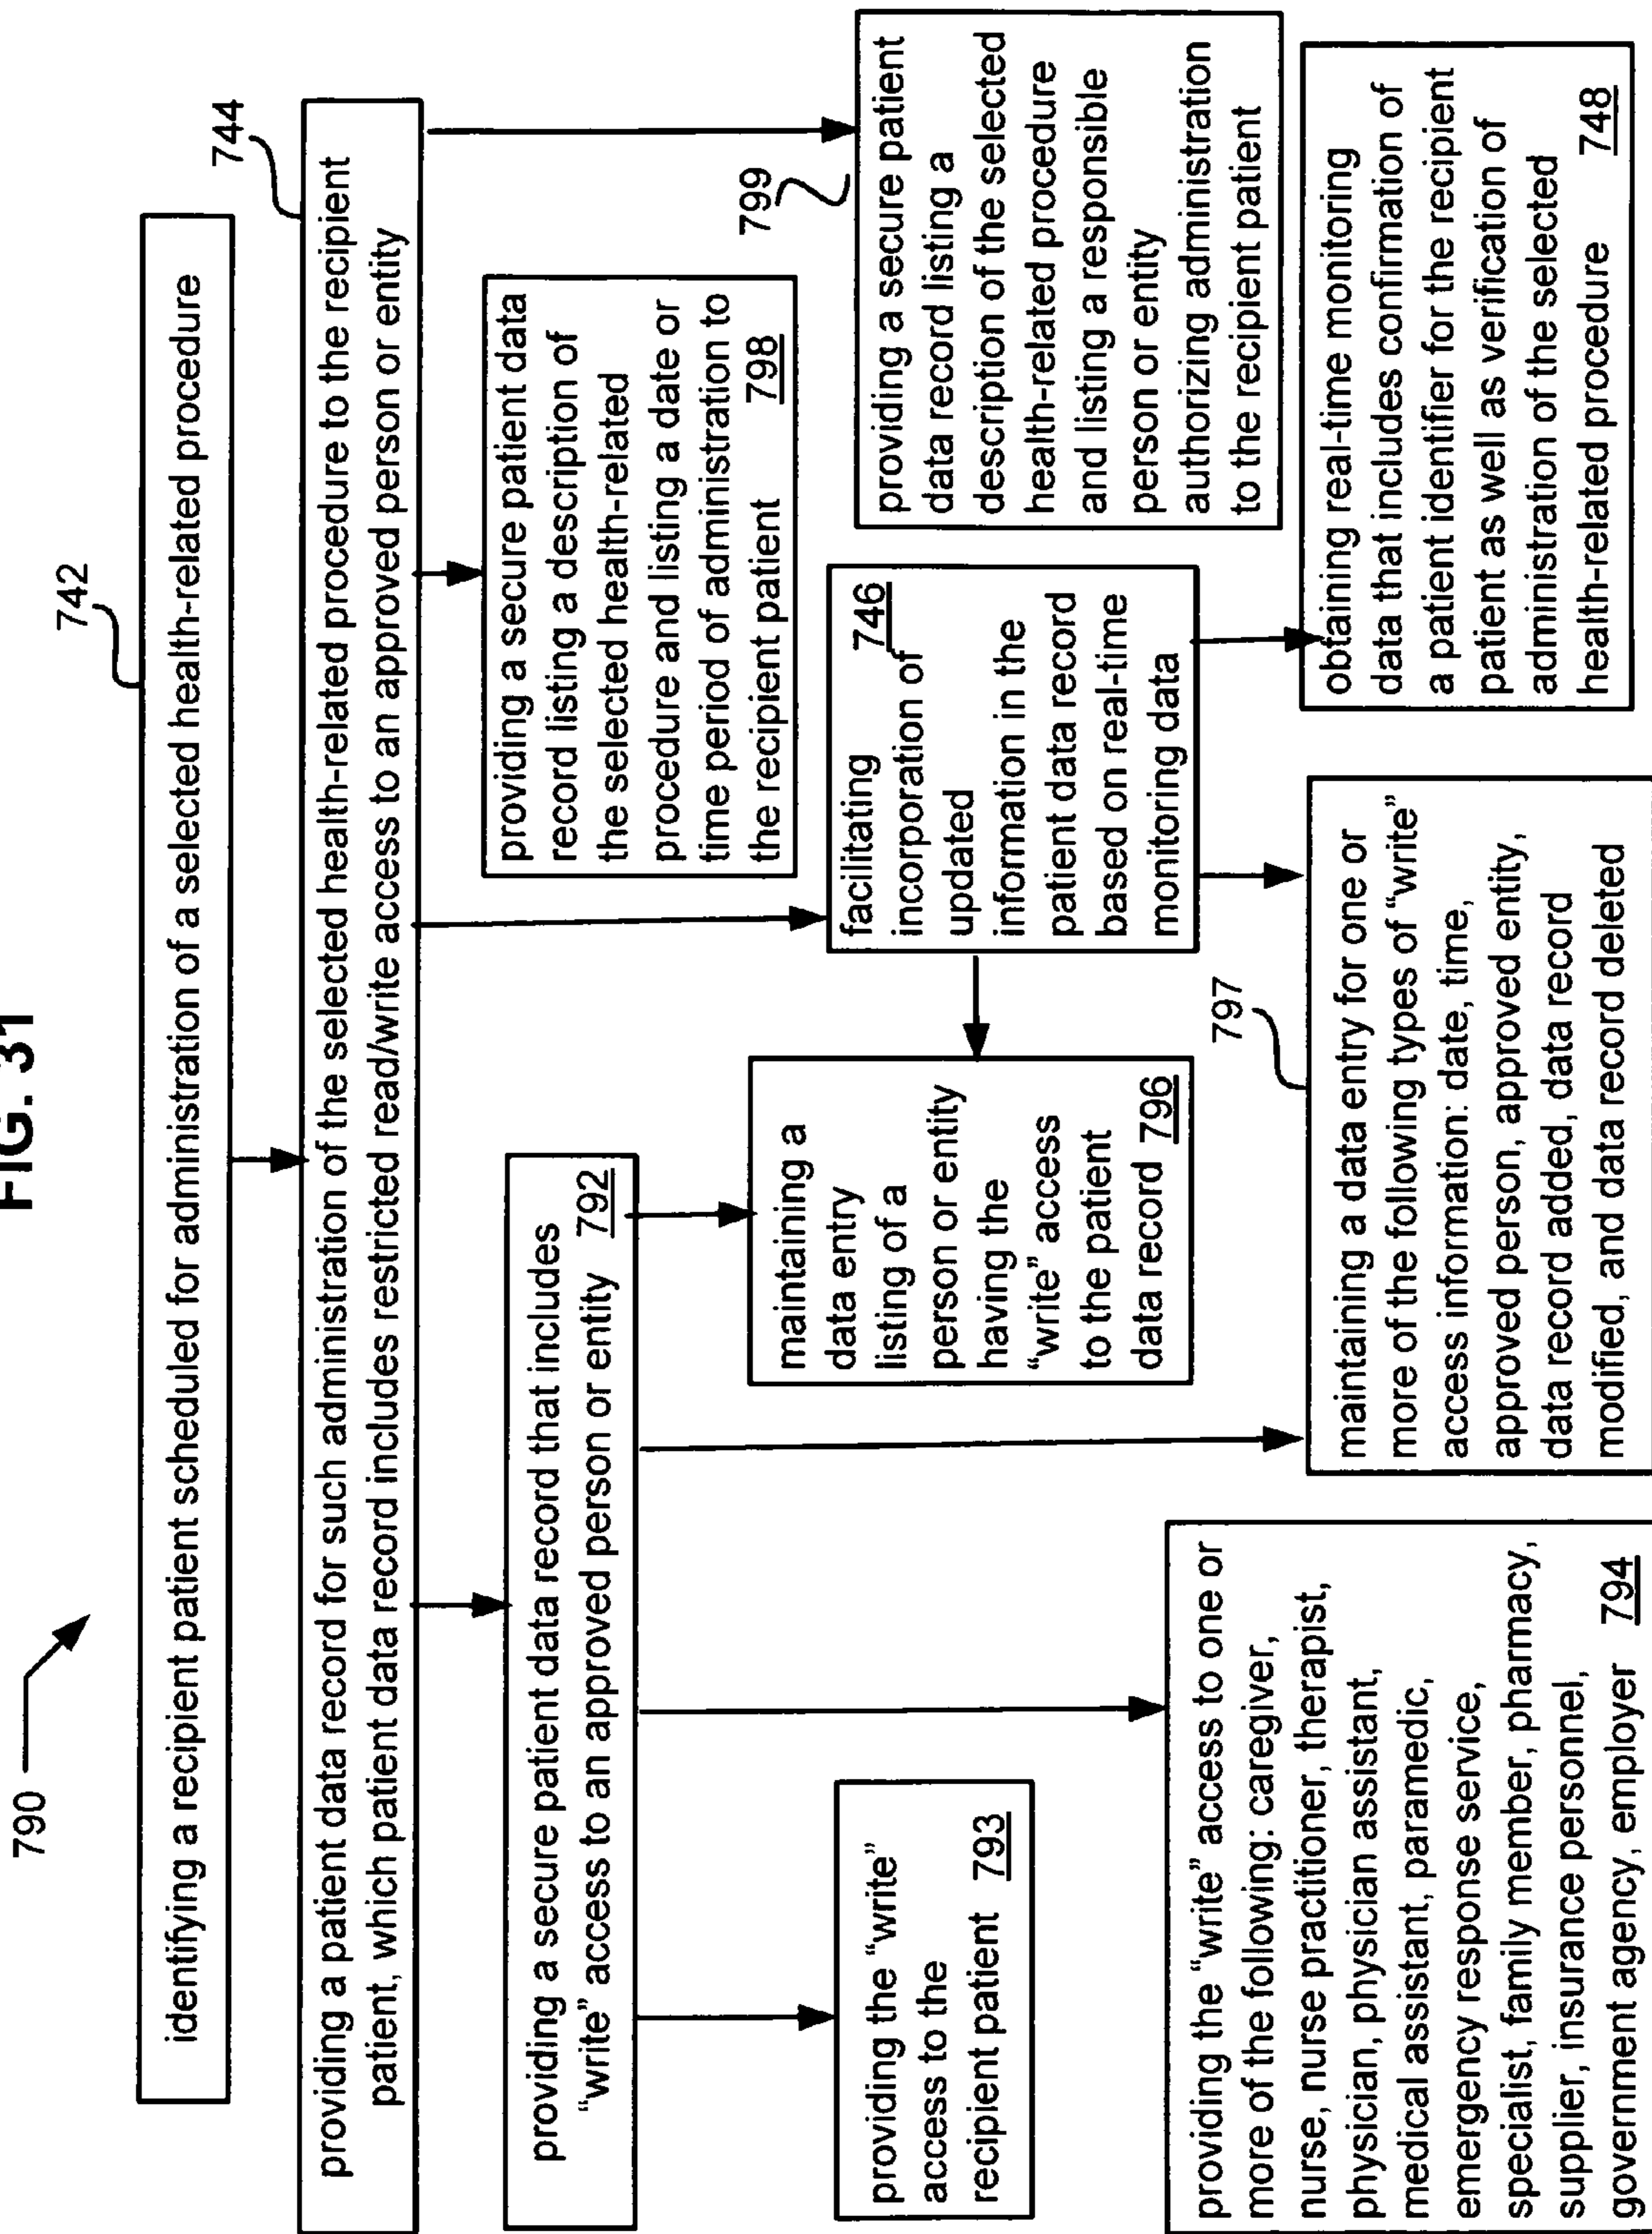 FIG. 31
790
742
identifying a recipient patient scheduled for administration of a selected health-related procedure
744
providing a patient data record for such administration of the selected health-related procedure to the recipient
patient, which patient data record includes restricted read/write access to an approved person or entity
providing a secure patient data record that includes
“write” access to an approved person or entity 792
providing a secure patient data
record listing a description of
the selected health-related
procedure and listing a date or
time period of administration to
the recipient patient 798
799
providing a secure patient
data record listing a
description of the selected
health-related procedure
and listing a responsible
person or entity
authorizing administration
to the recipient patient
providing the “write”
access to the
recipient patient 793
maintaining a
data entry
listing of a
person or entity
having the
“write” access
to the patient
data record 796
facilitating 746
incorporation of
updated
information in the
patient data record
based on real-time
monitoring data
providing the “write” access to one or
more of the following: caregiver,
nurse, nurse practitioner, therapist,
physician, physician assistant,
medical assistant, paramedic,
emergency response service,
specialist, family member, pharmacy,
supplier, insurance personnel,
government agency, employer 794
797
maintaining a data entry for one or
more of the following types of “write”
access information: date, time,
approved person, approved entity,
data record added, data record
modified, and data record deleted
obtaining real-time monitoring
data that includes confirmation of
a patient identifier for the recipient
patient as well as verification of
administration of the selected
health-related procedure 748